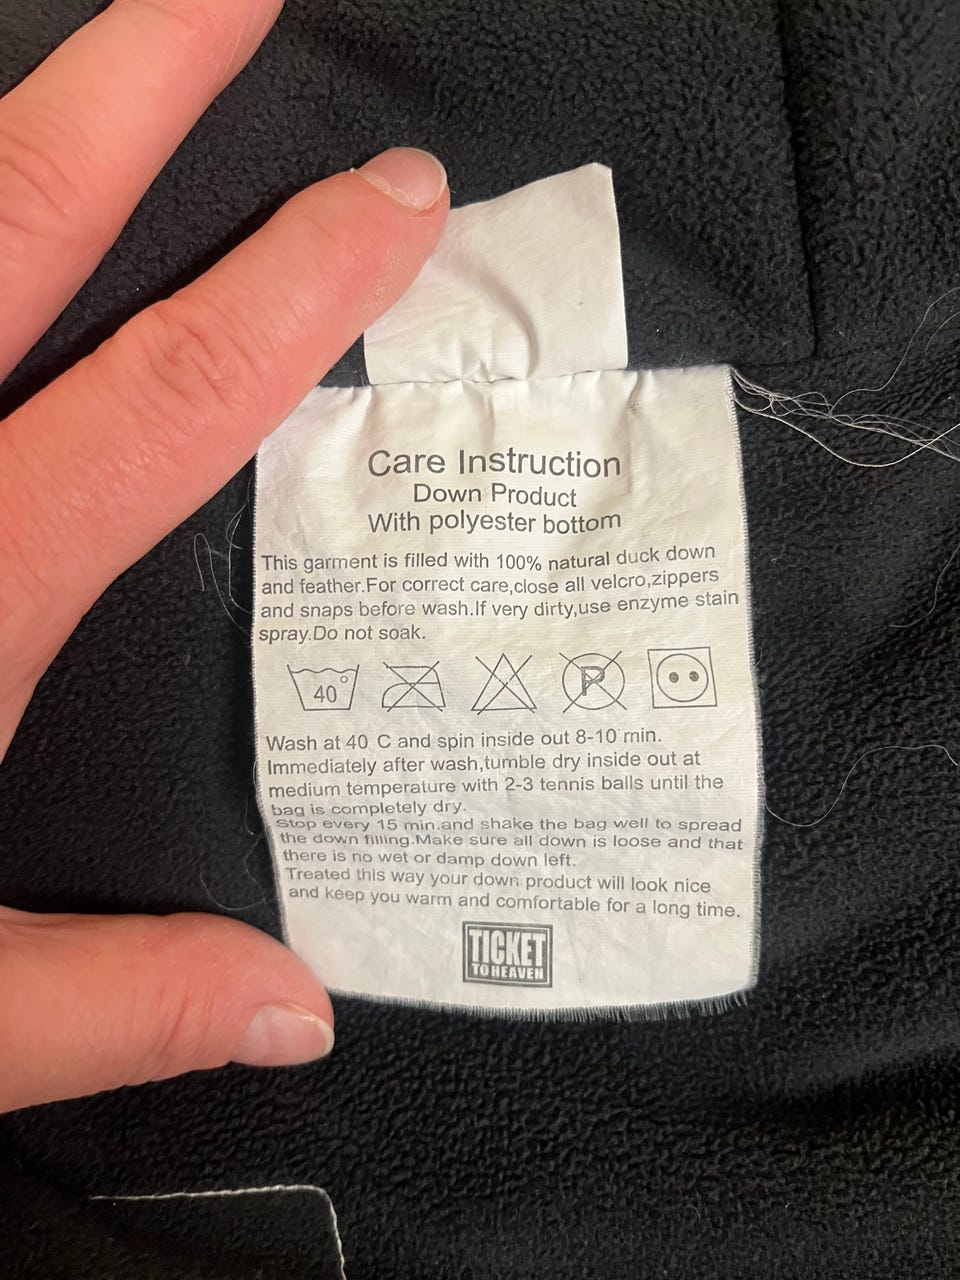 Care Instruction
Down Product
With polyester bottom
This garment is filled with 100% natural duck down
and feather.For correct care,close all velcro,zippers
and snaps before wash.If very dirty,use enzyme stain
spray.Do not soak.
40° P
Wash at 40 C and spin inside out 8-10 min.
Immediately after wash,tumble dry inside out at
medium temperature with 2-3 tennis balls until the
bag is completely dry.
Stop every 15 min.and shake the bag well to spread
the down filling.Make sure all down is loose and that
there is no wet or damp down left.
Treated this way your down product will look nice
and keep you warm and comfortable for a long time.
TICKET
TO HEAVEN